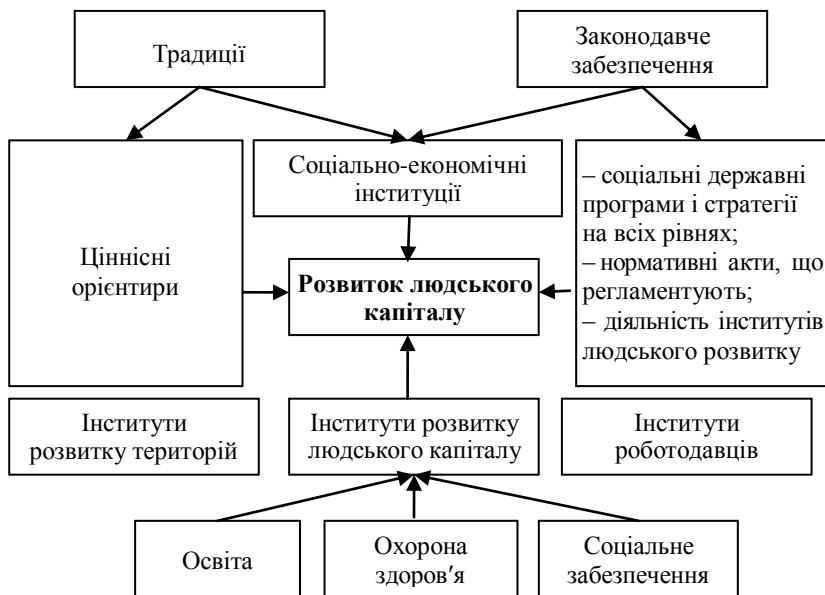 Традиції
Законодавче
забезпечення
Соціально-економічні
інституції
Ціннісні
орієнтири
Розвиток людського
капіталу
– соціальні державні
програми і стратегії
на всіх рівнях;
– нормативні акти, що
регламентують;
– діяльність інститутів
людського розвитку
Інститути
розвитку територій
Інститути розвитку
людського капіталу
Інститути
роботодавців
Освіта
Охорона
здоров′я
Соціальне
забезпечення